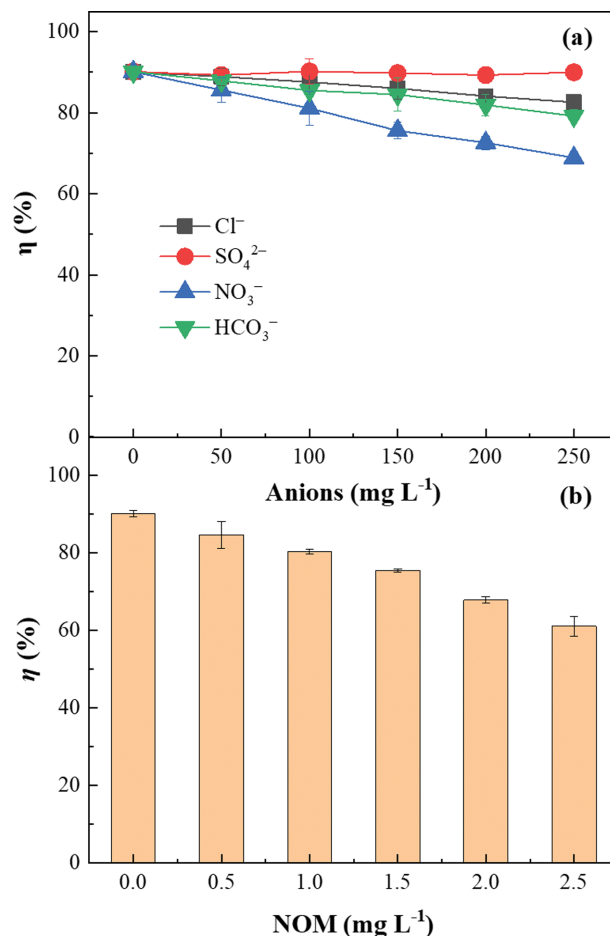 (a)
100
80
60
40
20
0
η (%)
Cl⁻
SO₄²⁻
NO₃⁻
HCO₃⁻
0 50 100 150 200 250
Anions (mg L⁻¹)
(b)
100
80
60
40
20
0
η (%)
0.0 0.5 1.0 1.5 2.0 2.5
NOM (mg L⁻¹)